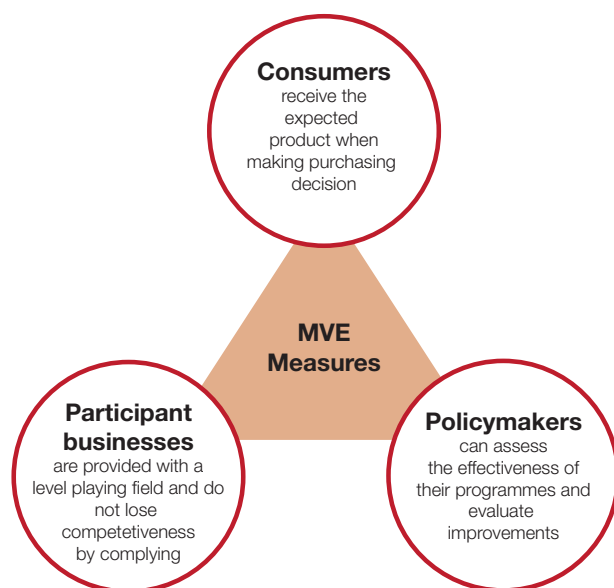 Consumers
receive the
expected
product when
making purchasing
decision
MVE
Measures
Participant
businesses
are provided with a
level playing field and do
not lose
competetiveness
by complying
Policymakers
can assess
the effectiveness of
their programmes and
evaluate
improvements